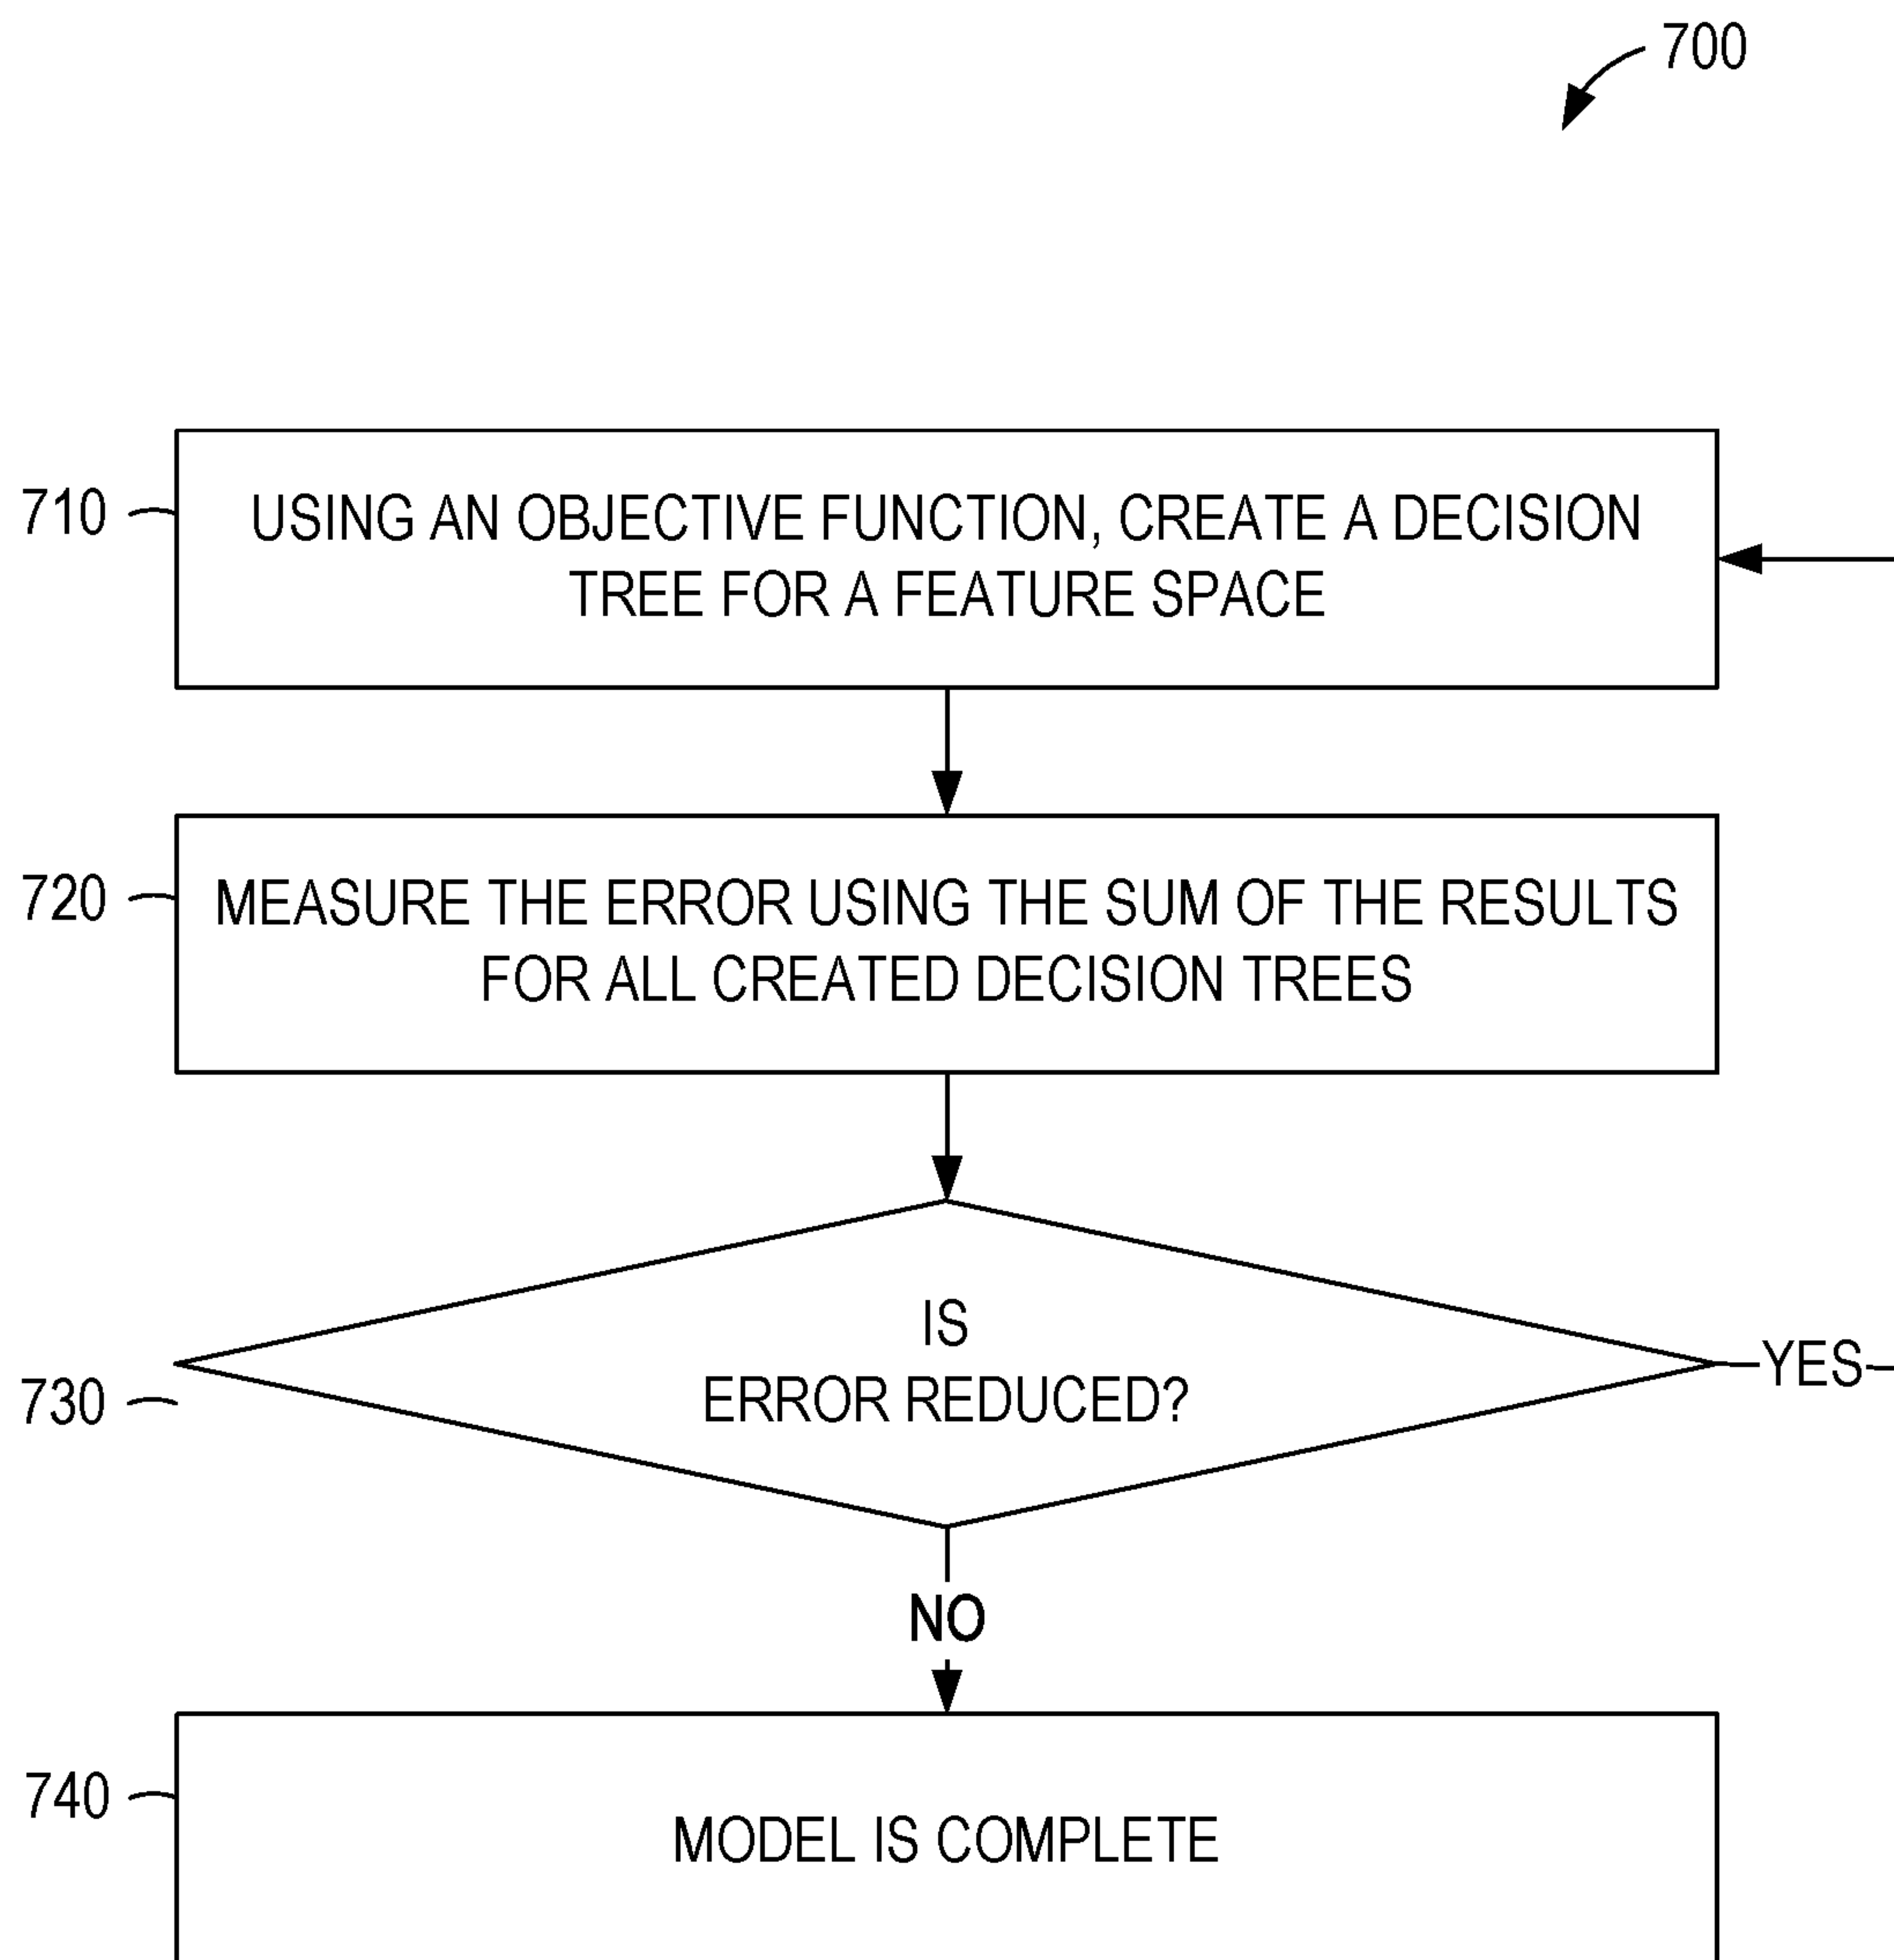 700
710
USING AN OBJECTIVE FUNCTION, CREATE A DECISION
TREE FOR A FEATURE SPACE
720
MEASURE THE ERROR USING THE SUM OF THE RESULTS
FOR ALL CREATED DECISION TREES
IS
ERROR REDUCED?
YES
730
NO
740
MODEL IS COMPLETE